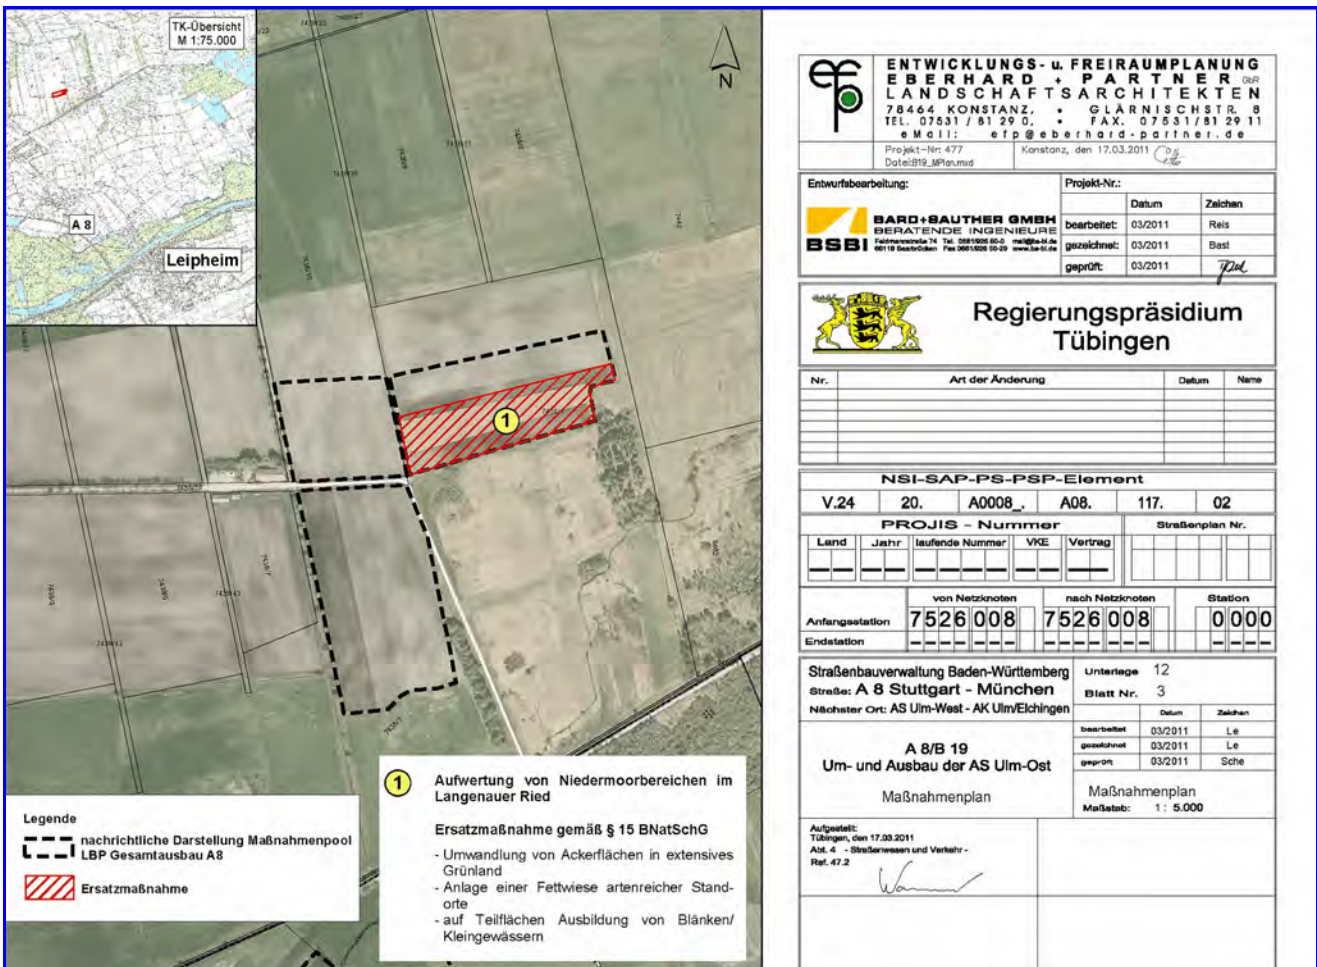 TK-Übersicht
M 1:75.000
A 8
Leipheim
N
1
Legende
nachrichtliche Darstellung Maßnahmenpool
LBP Gesamtausbau A8
Ersatzmaßnahme
1
Aufwertung von Niedermoorbereichen im
Langenauer Ried
Ersatzmaßnahme gemäß § 15 BNatSchG
- Umwandlung von Ackerflächen in extensives
Grünland
- Anlage einer Fettwiese artenreicher Stand-
orte
- auf Teilflächen Ausbildung von Blänken/
Kleingewässern
efp
ENTWICKLUNGS- u. FREIRAUMPLANUNG
EBERHARD + PARTNER GbR
LANDSCHAFTSARCHITEKTEN
78464 KONSTANZ, • GLÄRNISCHSTR. 8
TEL. 07531 / 81 29 0, • FAX. 07531/81 29 11
eMail: efp@eberhard-partner.de
Projekt-Nr: 477
Konstanz, den 17.03.2011
Datei:B19_MPlan.mxd
Entwurfsbearbeitung:
Projekt-Nr.:
BSBI
BARD+SAUTHER GMBH
BERATENDE INGENIEURE
Datum Zeichen
bearbeitet: 03/2011 Reis
gezeichnet: 03/2011 Bast
geprüft: 03/2011
Regierungspräsidium
Tübingen
Nr. Art der Änderung Datum Name
NSI-SAP-PS-PSP-Element
V.24 20. A0008_. A08. 117. 02
PROJIS - Nummer
Straßenplan Nr.
Land Jahr laufende Nummer VKE Vertrag
von Netzknoten nach Netzknoten Station
Anfangsstation 7526008 7526008 0000
Endstation
Straßenbauverwaltung Baden-Württemberg
Straße: A 8 Stuttgart - München
Nächster Ort: AS Ulm-West - AK Ulm/Elchingen
Unterlage 12
Blatt Nr. 3
Datum Zeichen
bearbeitet 03/2011 Le
gezeichnet 03/2011 Le
geprüft 03/2011 Sche
A 8/B 19
Um- und Ausbau der AS Ulm-Ost
Maßnahmenplan
Maßnahmenplan
Maßstab: 1 : 5.000
Aufgestellt:
Tübingen, den 17.03.2011
Abt. 4 - Straßenwesen und Verkehr -
Ref. 47.2